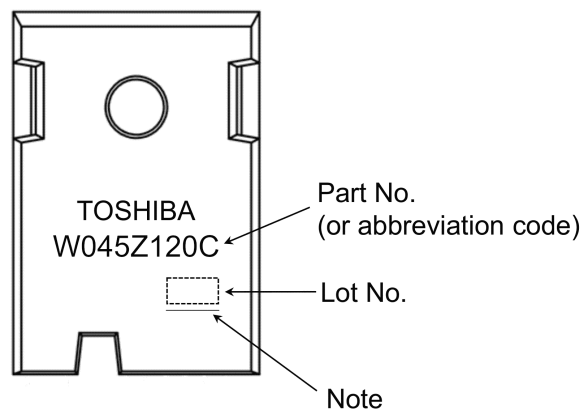 TOSHIBA
W045Z120C
Part No.
(or abbreviation code)
Lot No.
Note